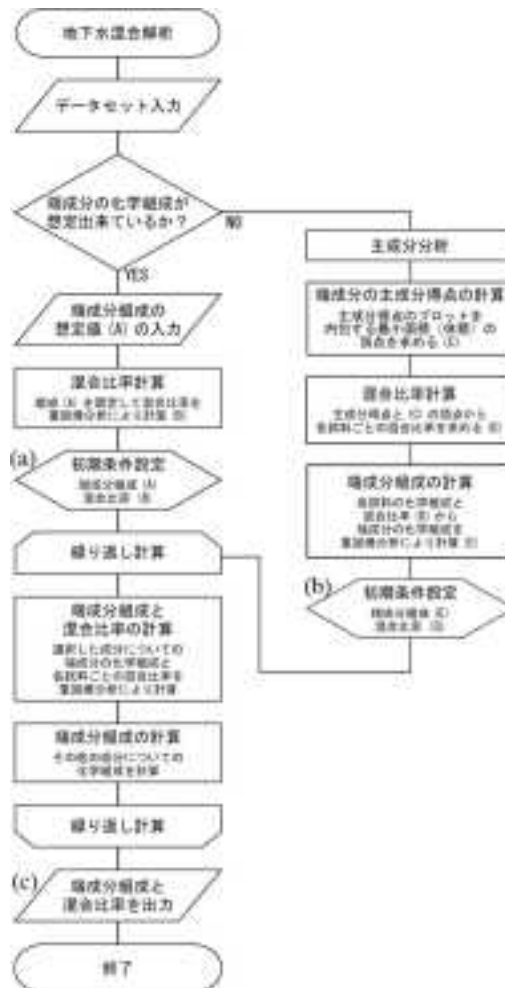 地下水混合解析
データセット入力
端成分の化学組成が
想定出来ているか?
NO
YES
端成分組成の
想定値(A)の入力
混合比率計算
組成(A)を固定して混合比率を
重回帰分析により計算(B)
(a)
初期条件設定
端成分組成(A)
混合比率(B)
繰り返し計算
端成分組成と
混合比率の計算
選択した成分についての
端成分の化学組成と
各試料ごとの混合比率を
重回帰分析により計算
端成分組成の計算
その他の成分についての
化学組成を計算
繰り返し計算
(c)
端成分組成と
混合比率を出力
終了
主成分分析
端成分の主成分得点の計算
主成分得点のプロットを
内包する最小面積(体積)の
頂点を求める(C)
混合比率計算
主成分得点と(C)の頂点から
各試料ごとの混合比率を求める(D)
端成分組成の計算
各試料の化学組成と
混合比率(D)から
端成分の化学組成を
重回帰分析により計算(E)
(b)
初期条件設定
端成分組成(E)
混合比率(D)